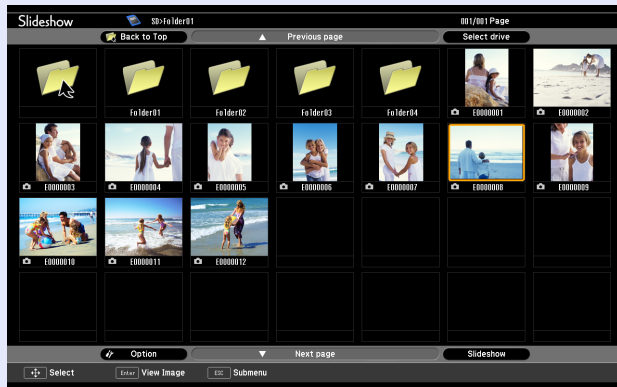 Slideshow SD>Folder01 001/001 Page
Back to Top Previous page Select drive
Folder01 Folder02 Folder03 Folder04 E0000001 E0000002
E0000003 E0000004 E0000005 E0000006 E0000007 E0000008 E0000009
E0000010 E0000011 E0000012
Option Next page Slideshow
Select Enter View Image ESC Submenu